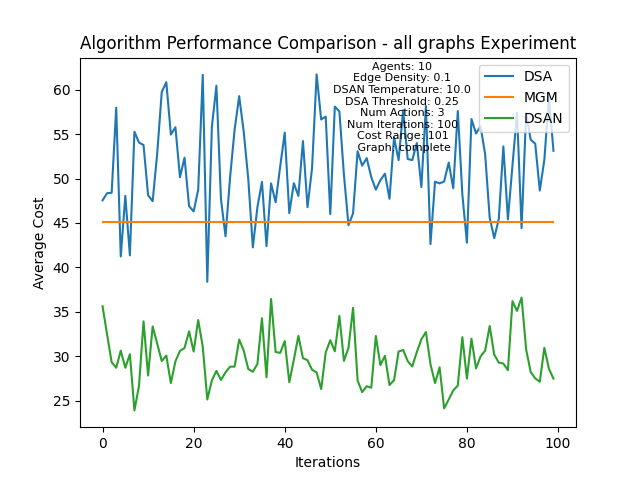 Algorithm Performance Comparison - all graphs Experiment
Agents: 10
Edge Density: 0.1
DSAN Temperature: 10.0
DSA Threshold: 0.25
Num Actions: 3
Num Iterations: 100
Cost Range: 101
Graph: complete
DSA
MGM
DSAN
Average Cost
60
55
50
45
40
35
30
25
0
20
40
60
80
100
Iterations